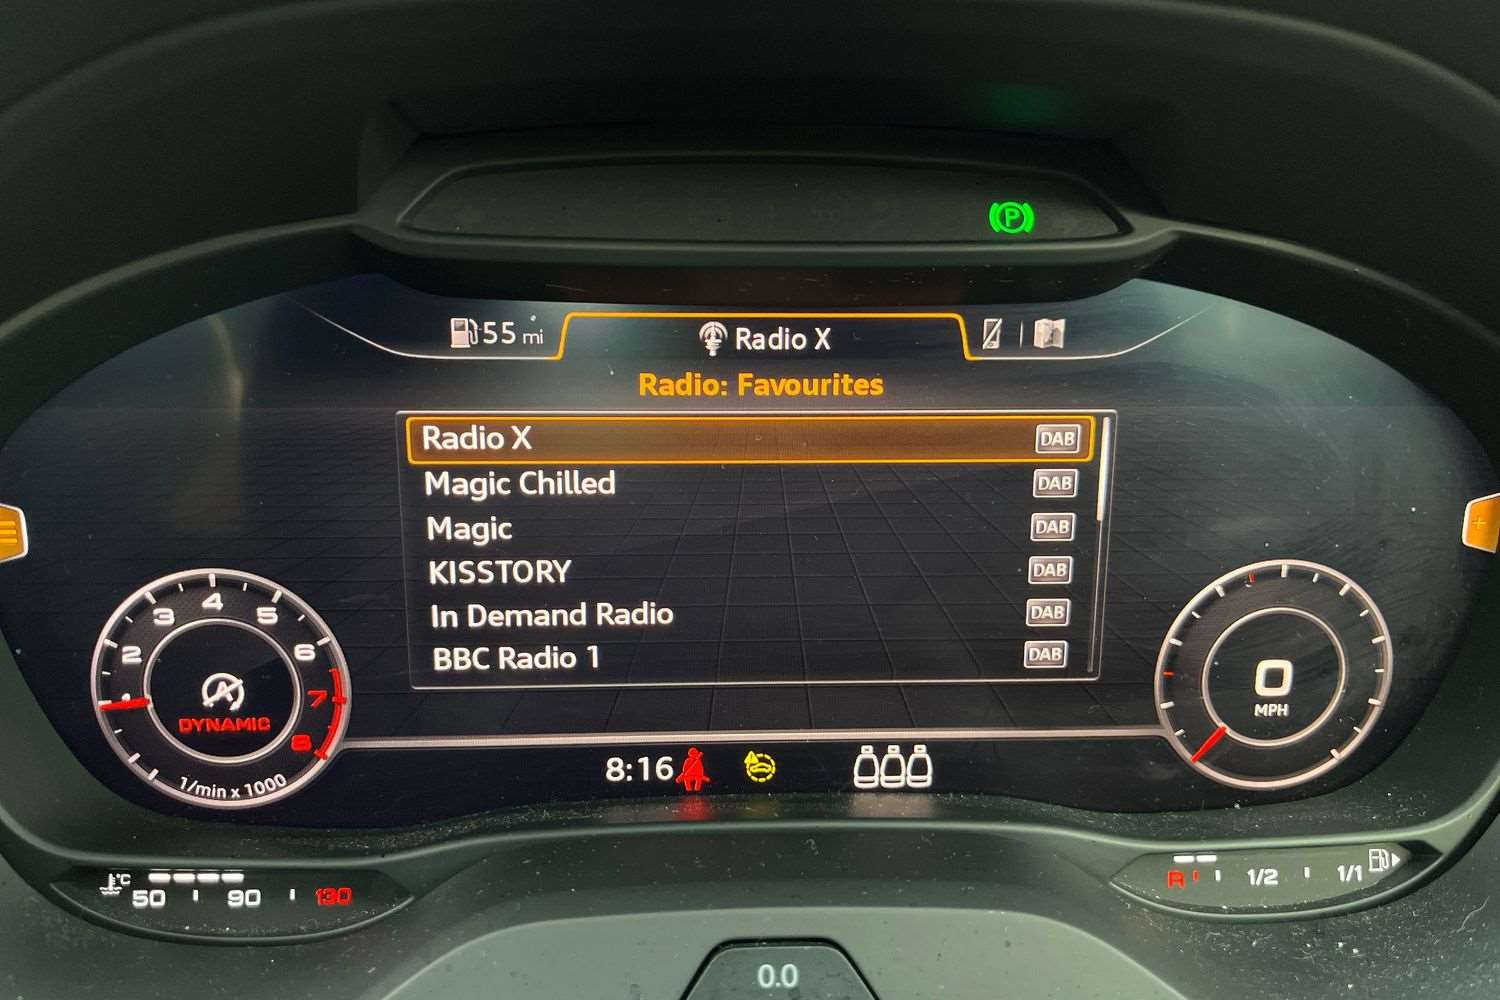 P
55 mi
Radio X
Radio: Favourites
Radio X DAB
Magic Chilled DAB
Magic DAB
KISSTORY DAB
In Demand Radio DAB
BBC Radio 1 DAB
1 2 3 4 5 6 7 8
A
DYNAMIC
1/min x 1000
0
MPH
8:16
°C
50 90 130
R 1/2 1/1
0.0